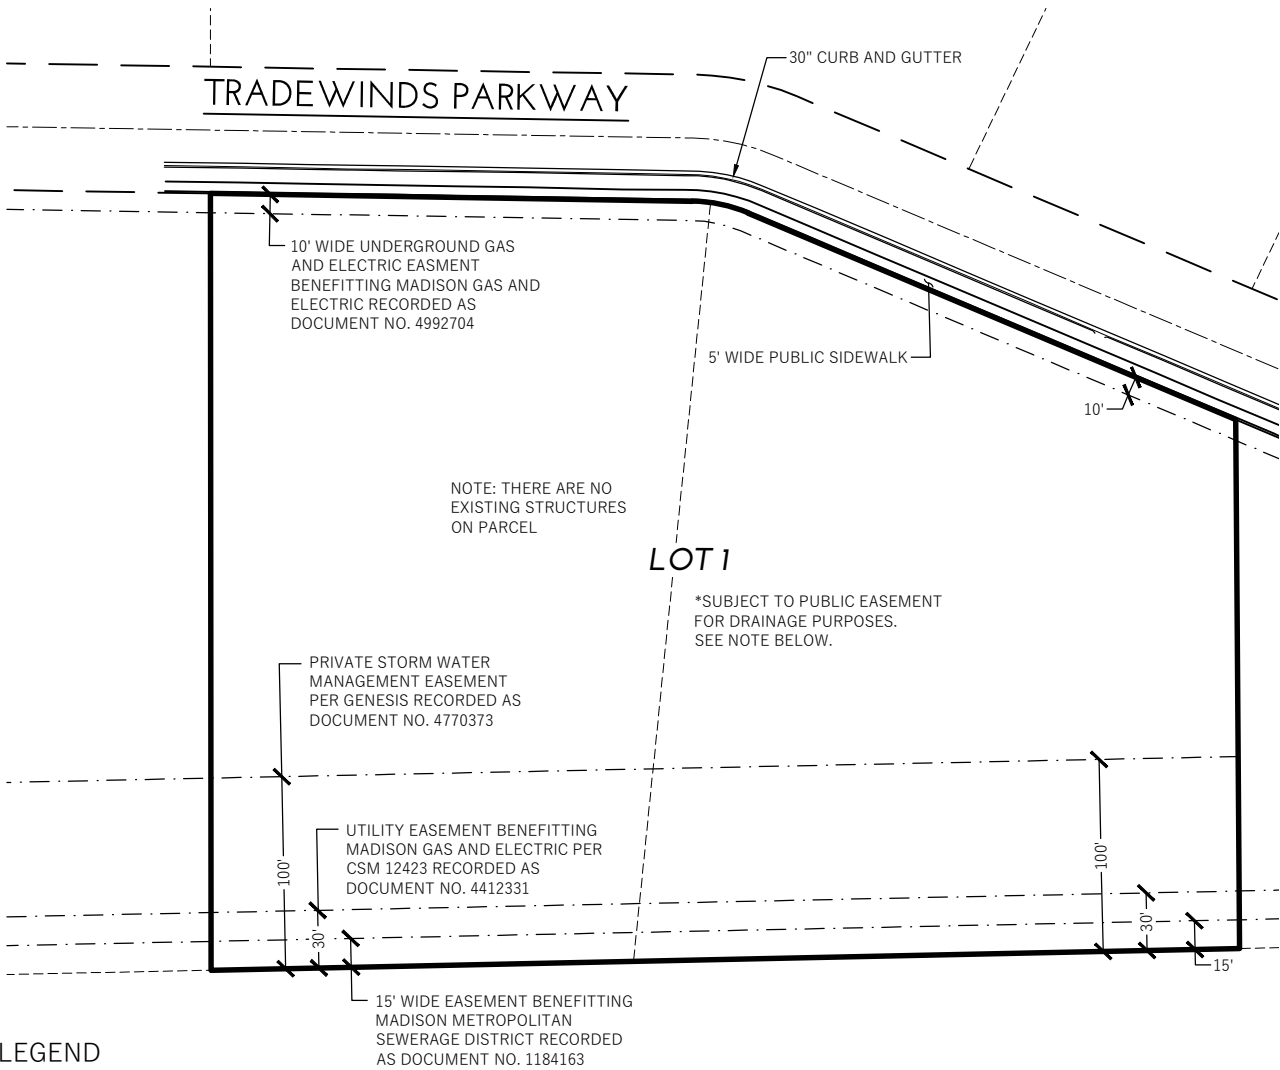 30" CURB AND GUTTER
TRADEWINDS PARKWAY
10' WIDE UNDERGROUND GAS
AND ELECTRIC EASMENT
BENEFITTING MADISON GAS AND
ELECTRIC RECORDED AS
DOCUMENT NO. 4992704
5' WIDE PUBLIC SIDEWALK
10'
NOTE: THERE ARE NO
EXISTING STRUCTURES
ON PARCEL
LOT 1
*SUBJECT TO PUBLIC EASEMENT
FOR DRAINAGE PURPOSES.
SEE NOTE BELOW.
PRIVATE STORM WATER
MANAGEMENT EASEMENT
PER GENESIS RECORDED AS
DOCUMENT NO. 4770373
UTILITY EASEMENT BENEFITTING
MADISON GAS AND ELECTRIC PER
CSM 12423 RECORDED AS
DOCUMENT NO. 4412331
100'
30'
100'
30'
15'
15' WIDE EASEMENT BENEFITTING
MADISON METROPOLITAN
SEWERAGE DISTRICT RECORDED
AS DOCUMENT NO. 1184163
LEGEND